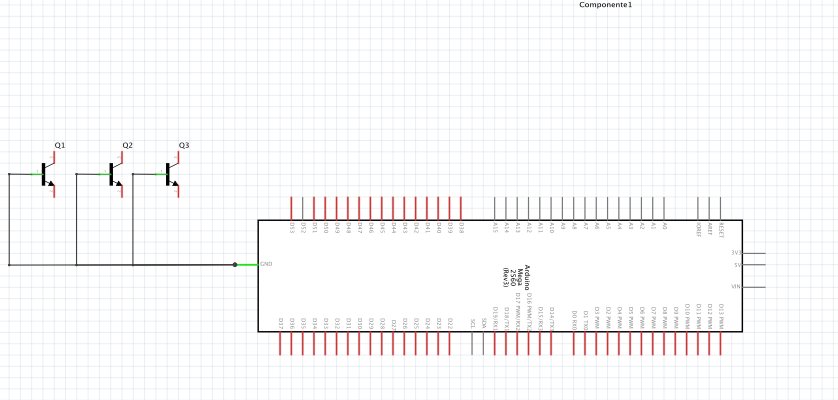 Componente1
Q1
Q2
Q3
D53
D52
D51
D50
D49
D48
D47
D46
D45
D44
D43
D42
D41
D40
D39
D38
A15
A14
A13
A12
A11
A10
A9
A8
A7
A6
A5
A4
A3
A2
A1
A0
IOREF
AREF
RESET
3V3
5V
VIN
GND
Arduino
Mega
2560
(Rev3)
D37
D36
D35
D34
D33
D32
D31
D30
D29
D28
D27
D26
D25
D24
D23
D22
SCL
SDA
D19/RX1
D18/TX1
D17 PWM/RX2
D16 PWM/TX2
D15/RX3
D14/TX3
D0 RX0
D1 TX0
D3 PWM
D2 PWM
D4 PWM
D5 PWM
D6 PWM
D7 PWM
D8 PWM
D9 PWM
D10 PWM
D11 PWM
D12 PWM
D13 PWM